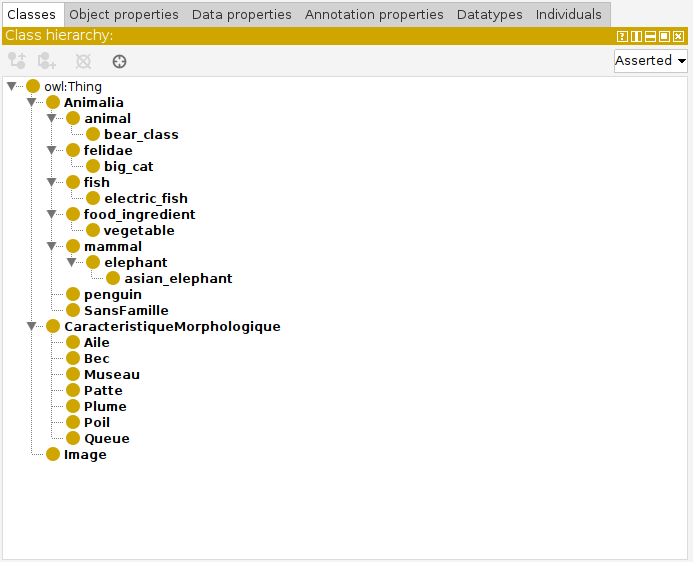 Classes Object properties Data properties Annotation properties Datatypes Individuals
Class hierarchy:
Asserted
owl:Thing
Animalia
animal
bear_class
felidae
big_cat
fish
electric_fish
food_ingredient
vegetable
mammal
elephant
asian_elephant
penguin
SansFamille
CaracteristiqueMorphologique
Aile
Bec
Museau
Patte
Plume
Poil
Queue
Image